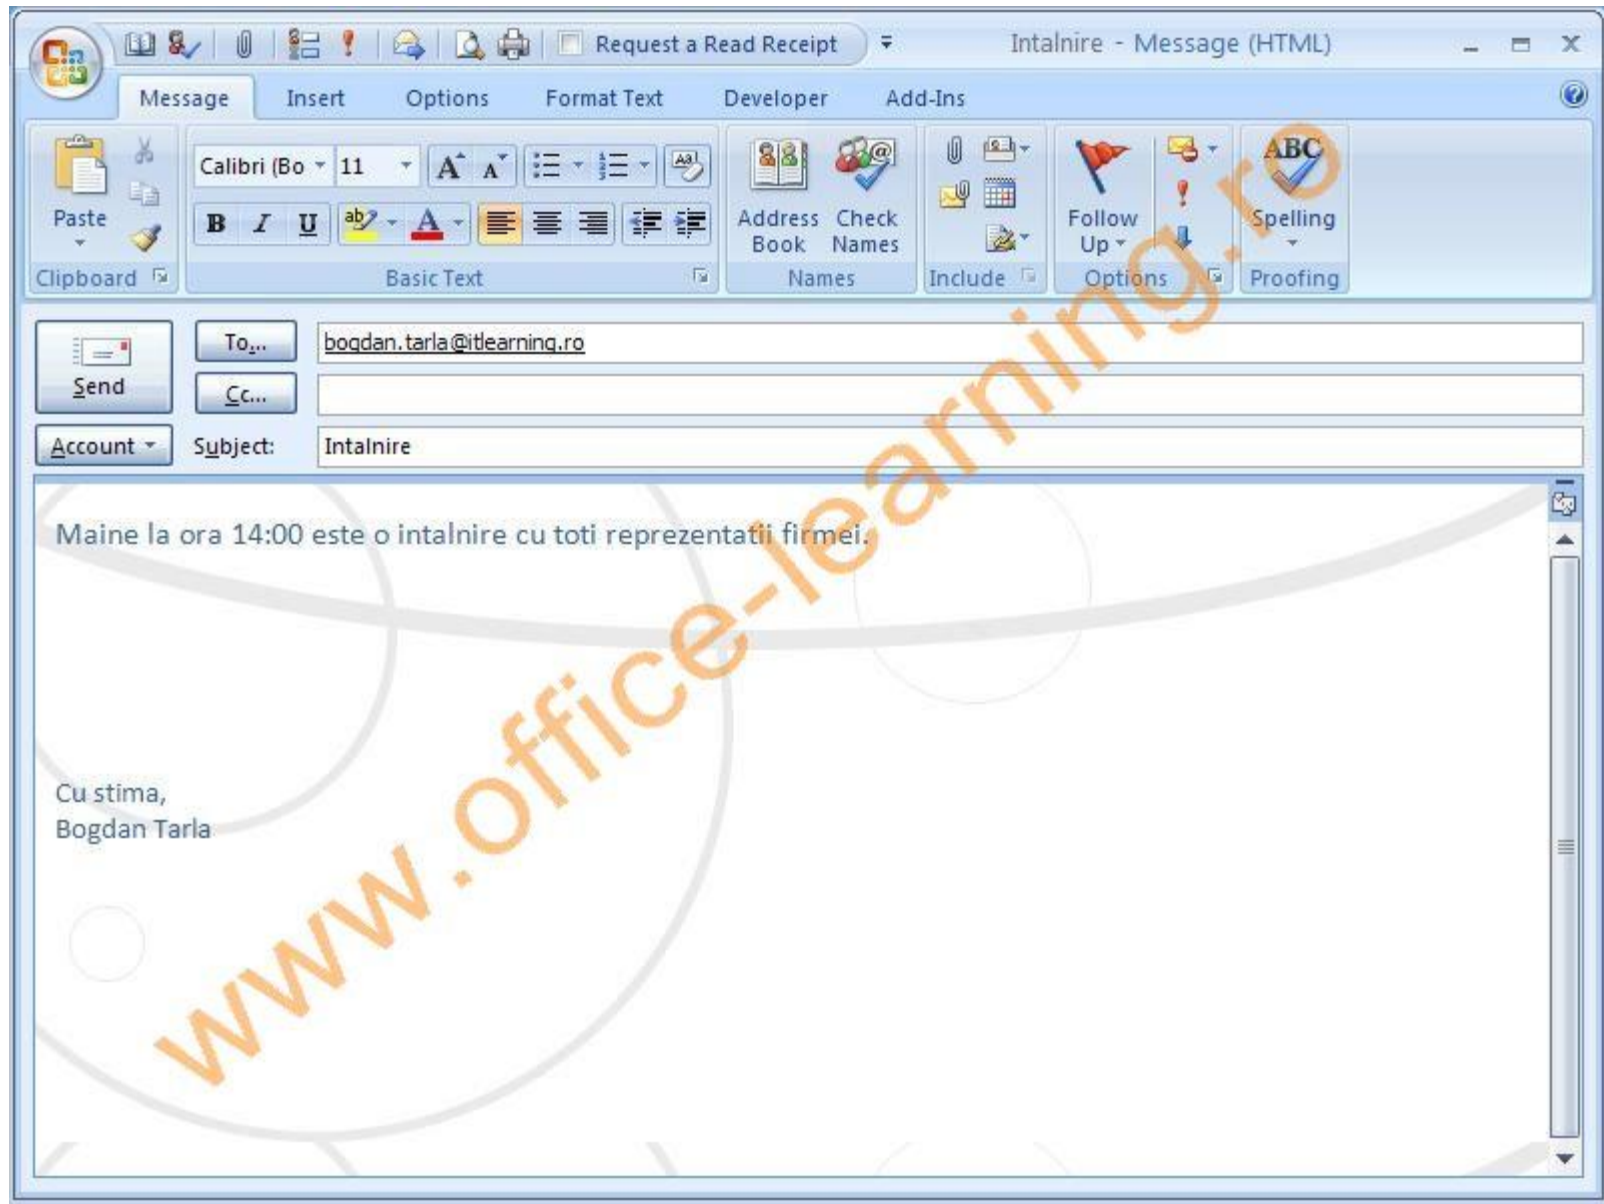 Request a Read Receipt
Intalnire - Message (HTML)
Message Insert Options Format Text Developer Add-Ins
Calibri (Bo 11
A A Aa
Paste
B I U ab A
Address Book
Check Names
Follow Up
ABC
Spelling
Clipboard Basic Text Names Include Options Proofing
Send
To...
bogdan.tarla@itlearning.ro
Cc...
Account
Subject:
Intalnire
Maine la ora 14:00 este o intalnire cu toti reprezentatii firmei.
Cu stima,
Bogdan Tarla
www.office-learning.ro